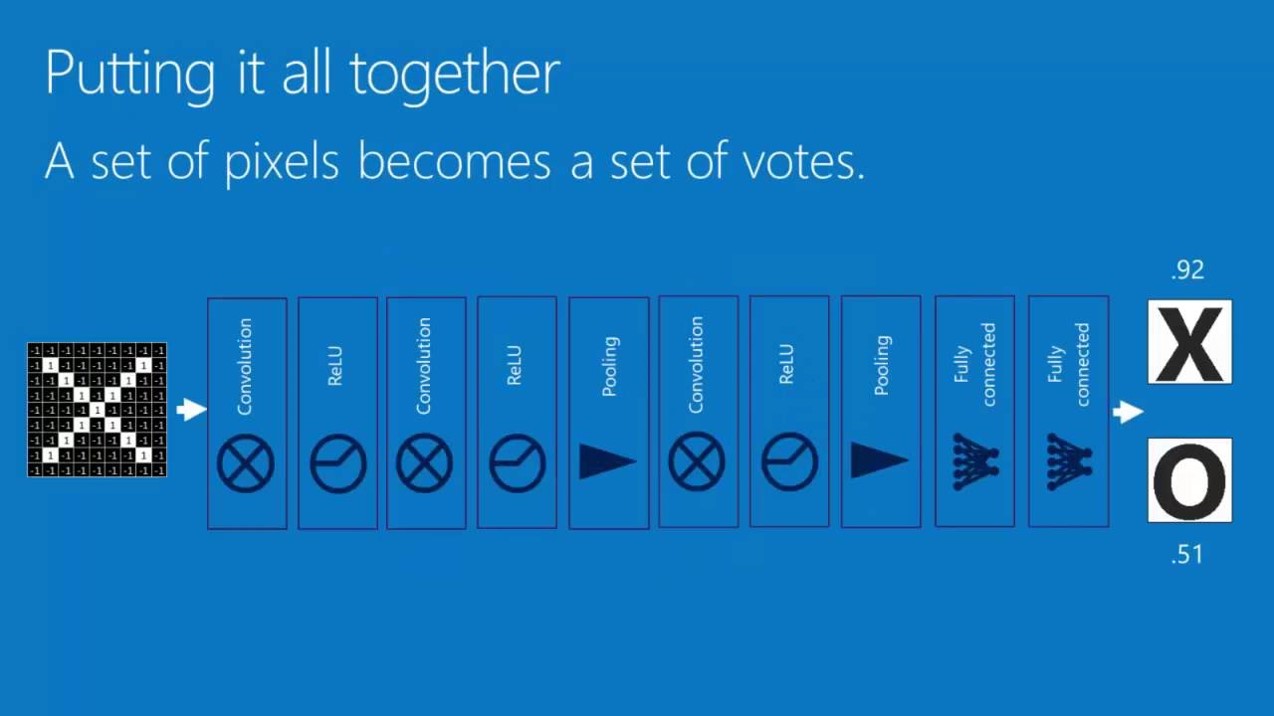 Putting it all together
A set of pixels becomes a set of votes.
-1 -1 -1 -1 -1 -1 -1 -1 -1
-1 1 -1 -1 -1 -1 -1 1 -1
-1 -1 1 -1 -1 -1 1 -1 -1
-1 -1 -1 1 -1 1 -1 -1 -1
-1 -1 -1 -1 1 -1 -1 -1 -1
-1 -1 -1 1 -1 1 -1 -1 -1
-1 -1 1 -1 -1 -1 1 -1 -1
-1 1 -1 -1 -1 -1 -1 1 -1
-1 -1 -1 -1 -1 -1 -1 -1 -1
Convolution
ReLU
Convolution
ReLU
Pooling
Convolution
ReLU
Pooling
Fully
connected
Fully
connected
.92
X
O
.51